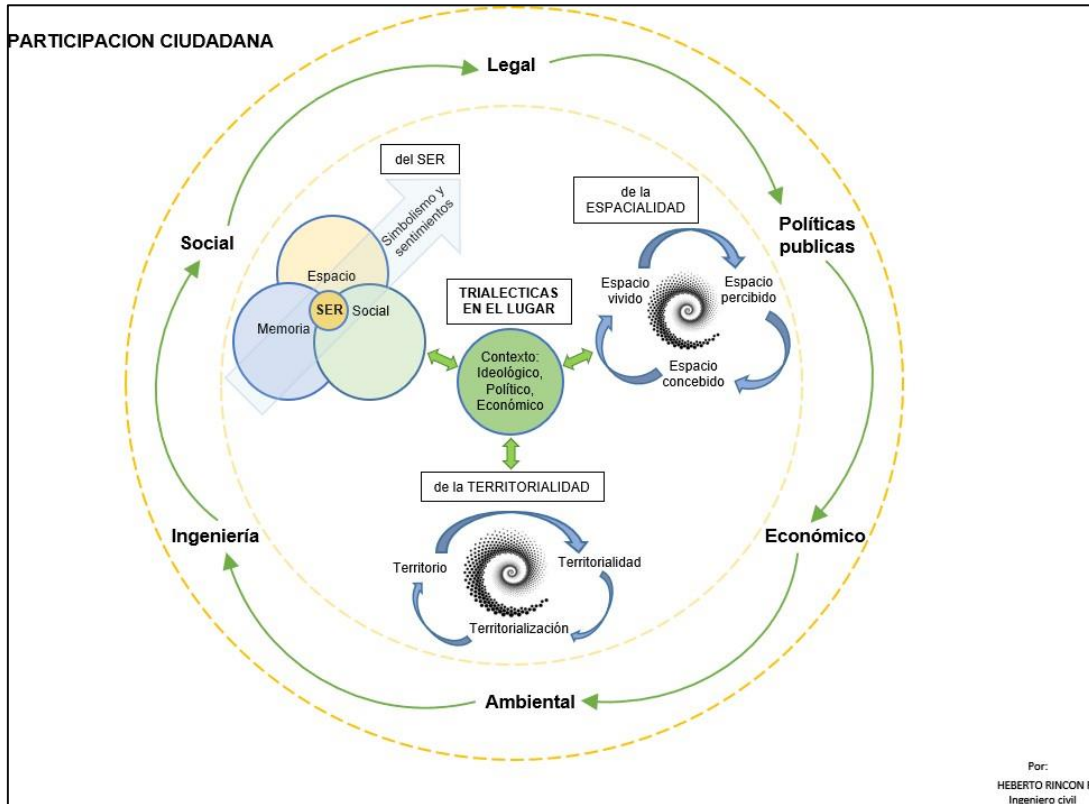 PARTICIPACION CIUDADANA
Legal
del SER
Simbolismo y
sentimientos
de la
ESPACIALIDAD
Políticas
publicas
Social
Espacio
SER
Social
Memoria
TRIALECTICAS
EN EL LUGAR
Contexto:
Ideológico,
Político,
Económico
Espacio
vivido
Espacio
percibido
Espacio
concebido
de la TERRITORIALIDAD
Ingeniería
Económico
Territorio
Territorialidad
Territorialización
Ambiental
Por:
HEBERTO RINCON
Ingeniero civil